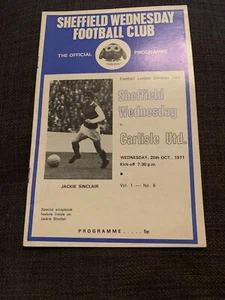 SHEFFIELD WEDNESDAY
FOOTBALL CLUB
THE OFFICIAL PROGRAMME
Football League Division Two
Sheffield
Wednesday
v
Carlisle Utd.
WEDNESDAY, 20th OCT., 1971
Kick-off 7.30 p.m.
Vol. 1 — No. 6
JACKIE SINCLAIR
Special scrapbook
feature inside on
Jackie Sinclair
PROGRAMME.....5p